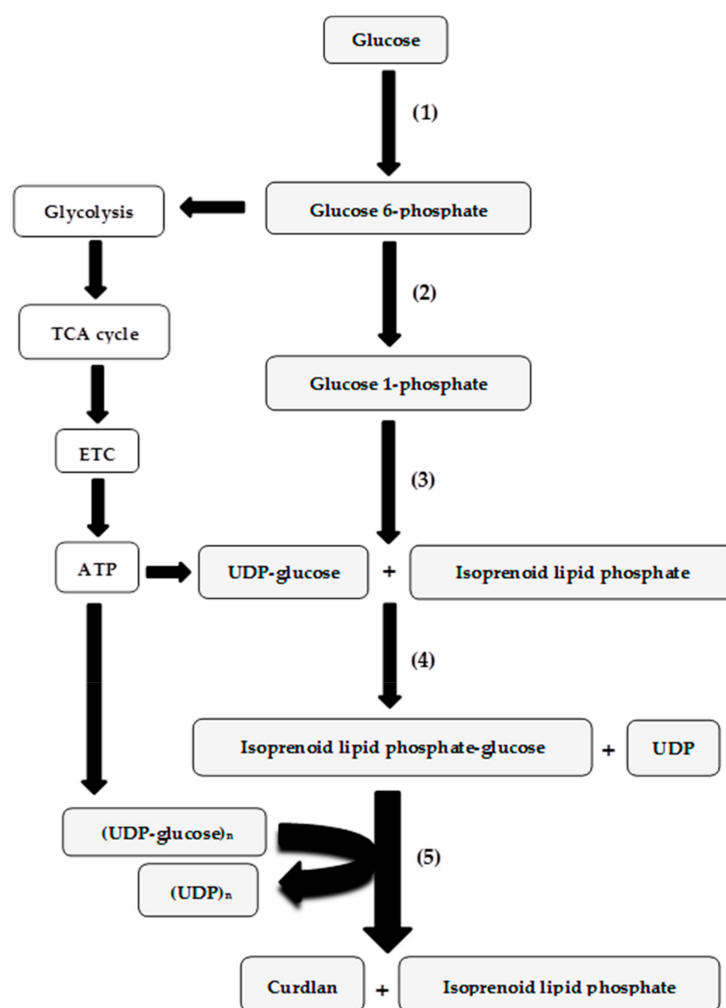 Glucose
(1)
Glycolysis
Glucose 6-phosphate
(2)
TCA cycle
Glucose 1-phosphate
ETC
(3)
ATP
UDP-glucose + Isoprenoid lipid phosphate
(4)
Isoprenoid lipid phosphate-glucose + UDP
(UDP-glucose)ₙ
(5)
(UDP)ₙ
Curdlan + Isoprenoid lipid phosphate